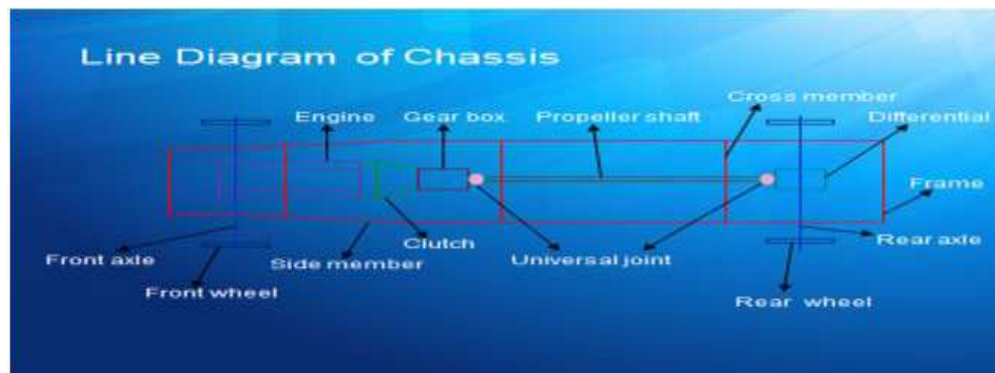 Line Diagram of Chassis
Cross member
Engine
Gear box
Propeller shaft
Differential
Frame
Front axle
Side member
Clutch
Universal joint
Rear axle
Front wheel
Rear wheel